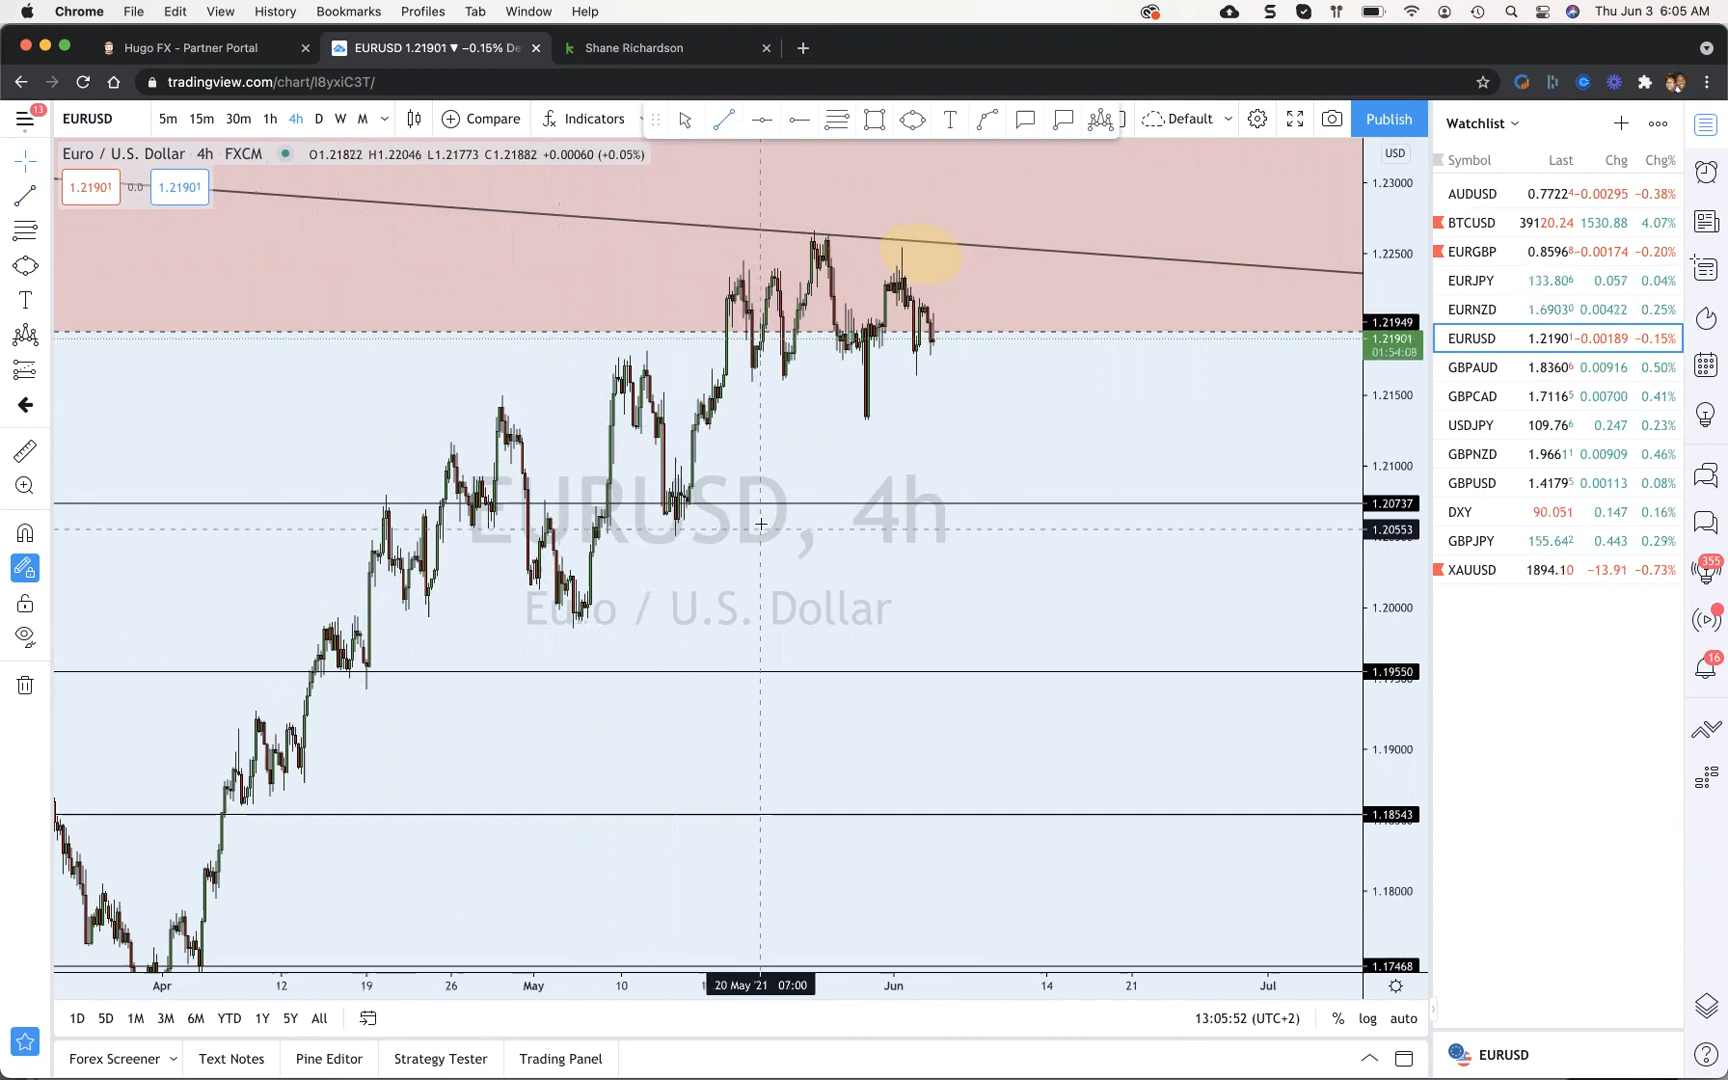 Chrome File Edit View History Bookmarks Profiles Tab Window Help Thu Jun 3 6:05 AM
Hugo FX - Partner Portal EURUSD 1.21901 ▼ −0.15% De Shane Richardson
tradingview.com/chart/l8yxiC3T/
13 EURUSD 5m 15m 30m 1h 4h D W M Compare Indicators Default Publish
Watchlist
Euro / U.S. Dollar · 4h · FXCM O1.21822 H1.22046 L1.21773 C1.21882 +0.00060 (+0.05%)
1.21901 0.0 1.21901
USD
1.23000
1.22500
1.21949
1.21901
01:54:08
1.21500
1.21000
1.20737
1.20553
1.20000
1.19550
1.19000
1.18543
1.18000
1.17468
EURUSD, 4h
Euro / U.S. Dollar
Apr 12 19 26 May 10 20 May '21 07:00 Jun 14 21 Jul
1D 5D 1M 3M 6M YTD 1Y 5Y All 13:05:52 (UTC+2) % log auto
Forex Screener Text Notes Pine Editor Strategy Tester Trading Panel
Symbol Last Chg Chg%
AUDUSD 0.77224 −0.00295 −0.38%
BTCUSD 39120.24 1530.88 4.07%
EURGBP 0.85968 −0.00174 −0.20%
EURJPY 133.806 0.057 0.04%
EURNZD 1.69030 0.00422 0.25%
EURUSD 1.21901 −0.00189 −0.15%
GBPAUD 1.83606 0.00916 0.50%
GBPCAD 1.71165 0.00700 0.41%
USDJPY 109.766 0.247 0.23%
GBPNZD 1.96611 0.00909 0.46%
GBPUSD 1.41795 0.00113 0.08%
DXY 90.051 0.147 0.16%
GBPJPY 155.642 0.443 0.29%
XAUUSD 1894.10 −13.91 −0.73%
355
16
EURUSD